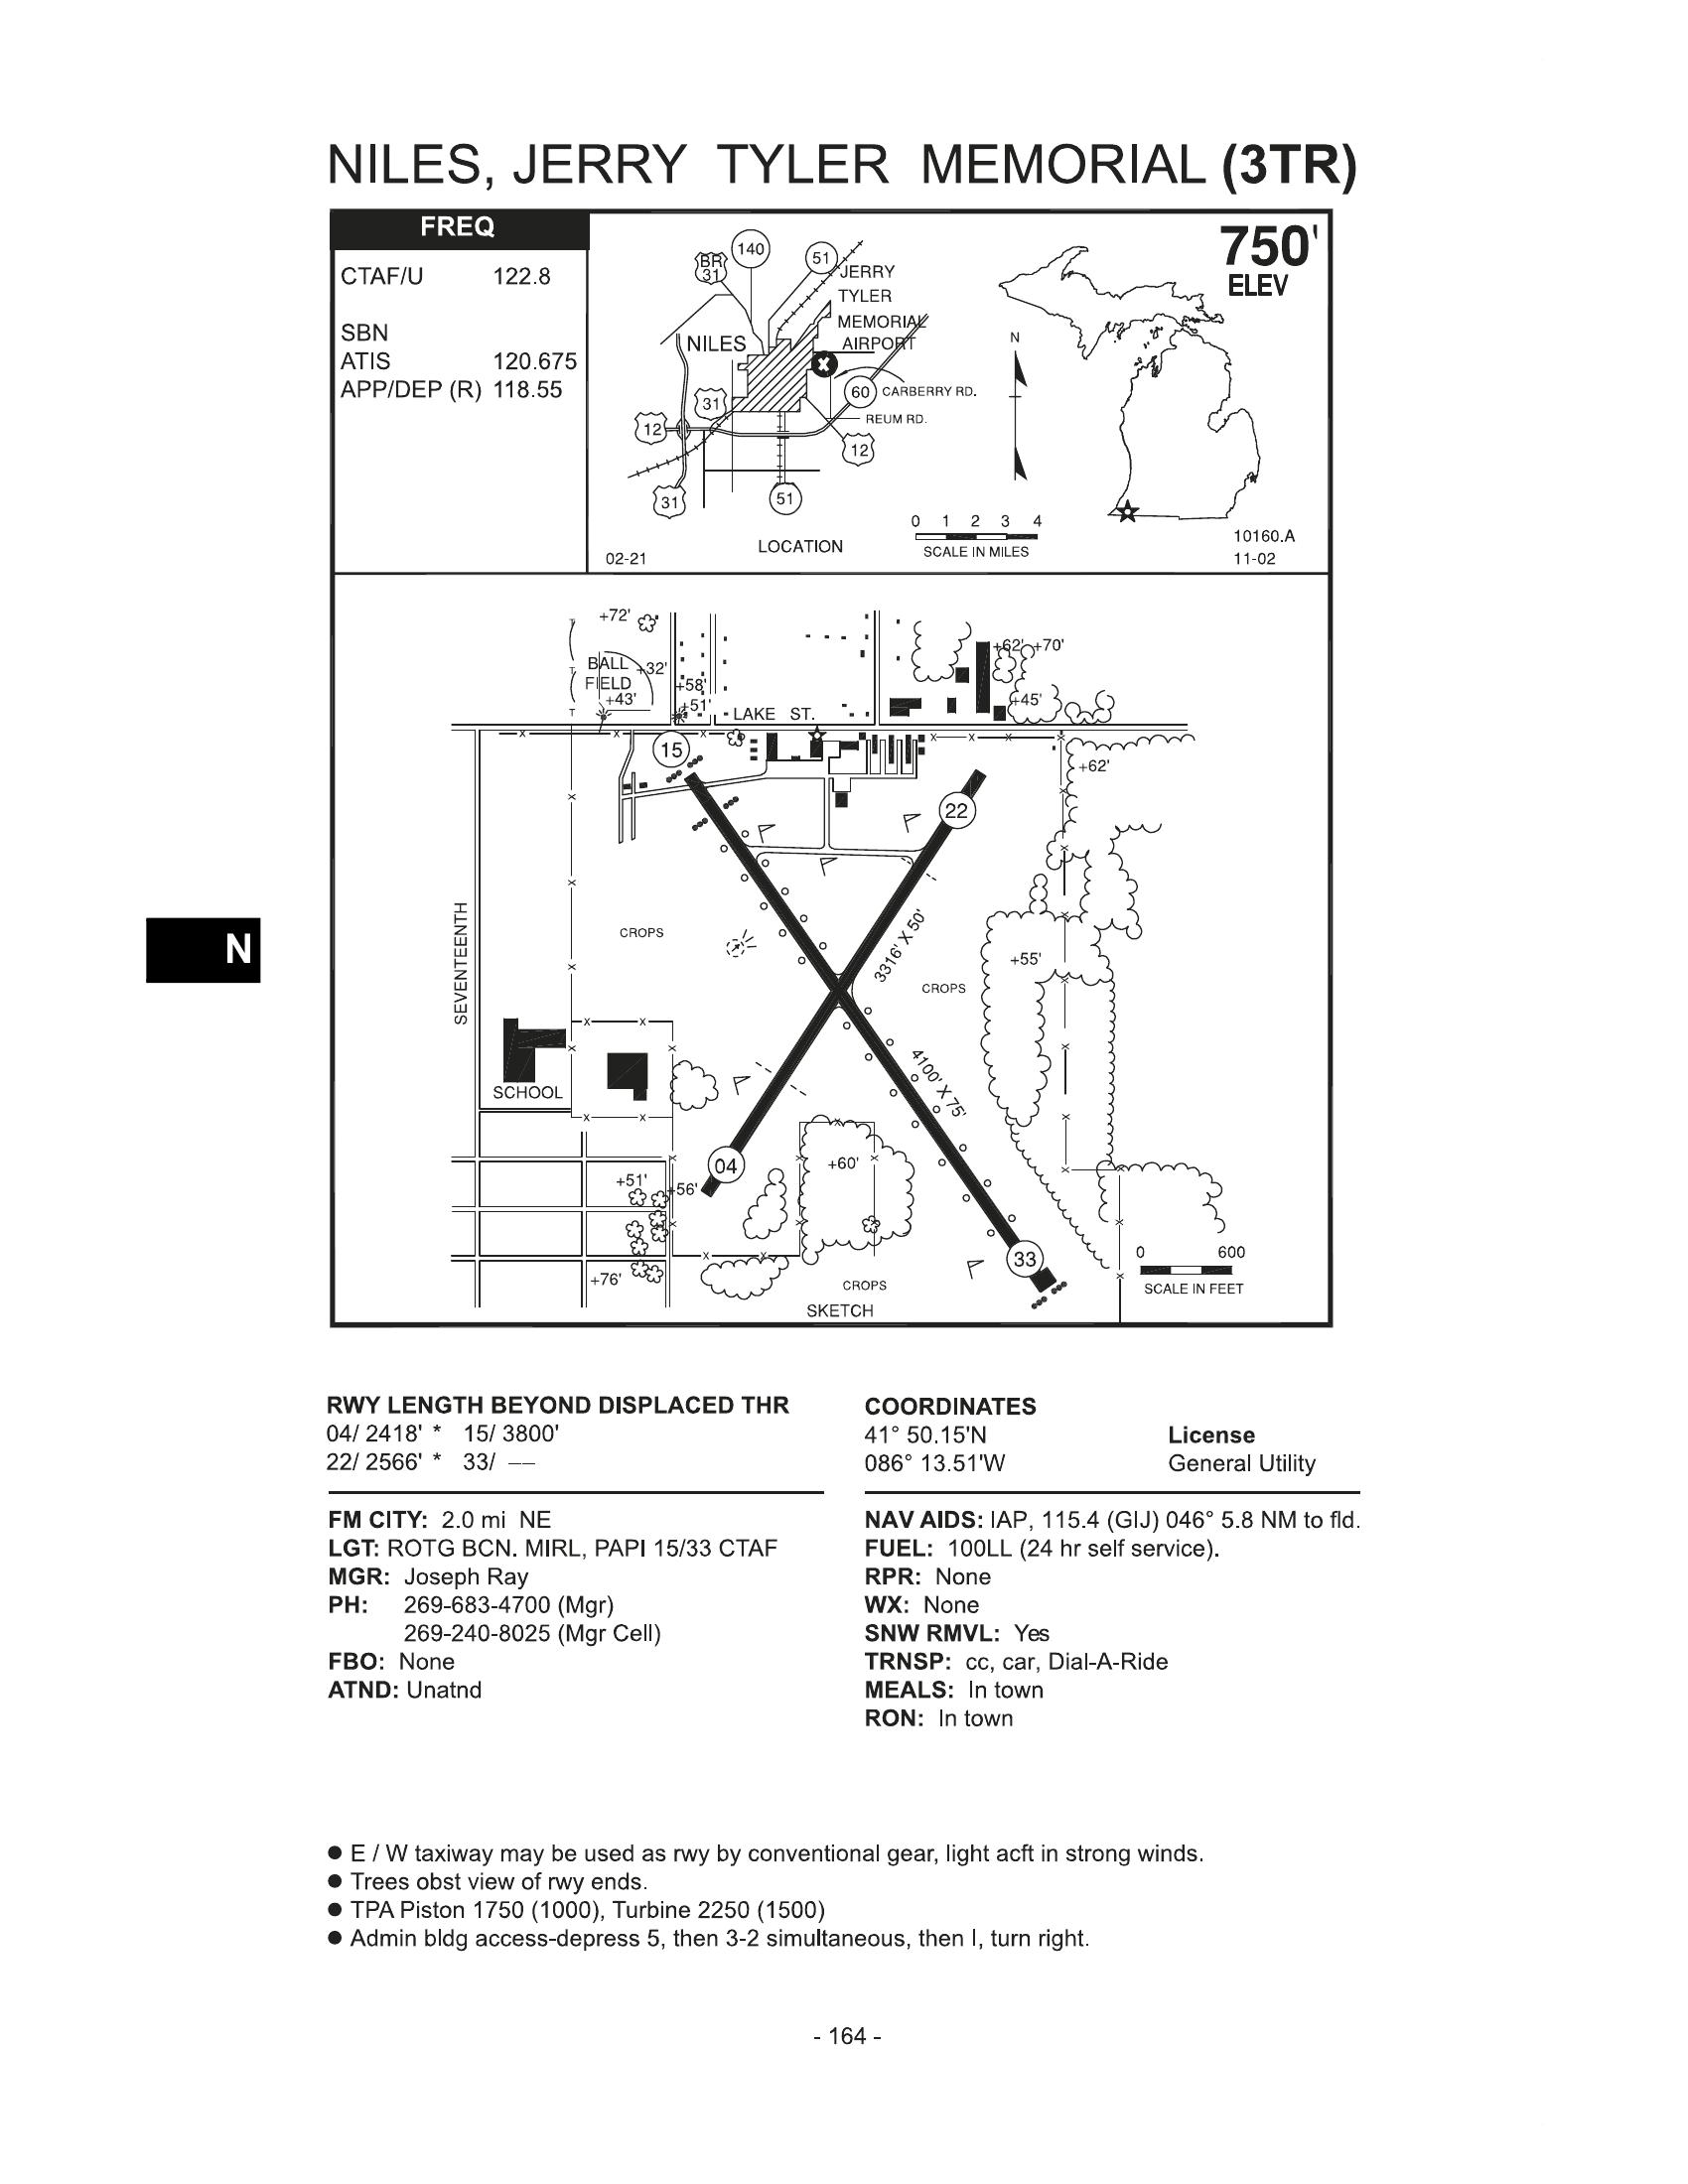 NILES, JERRY TYLER MEMORIAL (3TR)
FREQ
CTAF/U 122.8
SBN
ATIS 120.675
APP/DEP (R) 118.55
BR
31
140
51
JERRY
TYLER
MEMORIAL
AIRPORT
NILES
60
CARBERRY RD.
REUM RD.
31
12
12
31
51
LOCATION
02-21
N
0 1 2 3 4
SCALE IN MILES
750'
ELEV
10160.A
11-02
+72'
BALL
FIELD
+32'
+43'
+58'
+51'
LAKE ST.
+62'
+70'
+45'
15
+62'
22
SEVENTEENTH
CROPS
3316' X 50'
CROPS
+55'
N
SCHOOL
4100' X 75'
04
+60'
+51'
+56'
+76'
33
CROPS
SKETCH
0 600
SCALE IN FEET
RWY LENGTH BEYOND DISPLACED THR
04/ 2418' * 15/ 3800'
22/ 2566' * 33/ —
COORDINATES
41° 50.15'N
086° 13.51'W
License
General Utility
FM CITY: 2.0 mi NE
LGT: ROTG BCN. MIRL, PAPI 15/33 CTAF
MGR: Joseph Ray
PH: 269-683-4700 (Mgr)
269-240-8025 (Mgr Cell)
FBO: None
ATND: Unatnd
NAV AIDS: IAP, 115.4 (GIJ) 046° 5.8 NM to fld.
FUEL: 100LL (24 hr self service).
RPR: None
WX: None
SNW RMVL: Yes
TRNSP: cc, car, Dial-A-Ride
MEALS: In town
RON: In town
● E / W taxiway may be used as rwy by conventional gear, light acft in strong winds.
● Trees obst view of rwy ends.
● TPA Piston 1750 (1000), Turbine 2250 (1500)
● Admin bldg access-depress 5, then 3-2 simultaneous, then l, turn right.
- 164 -